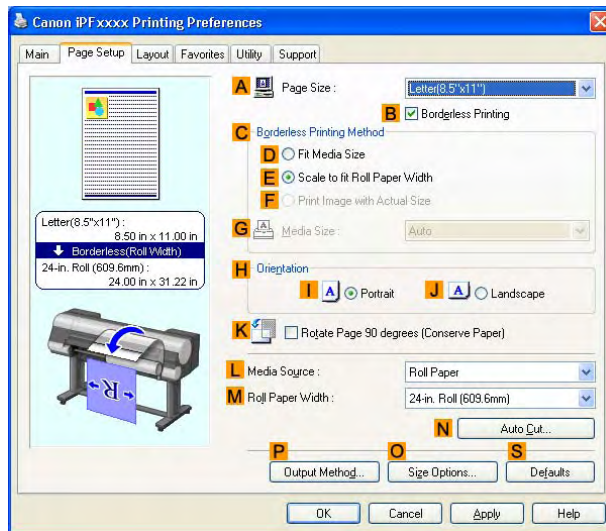 Canon iPFxxxx Printing Preferences
Main Page Setup Layout Favorites Utility Support
A Page Size : Letter(8.5"x11")
B Borderless Printing
C Borderless Printing Method
D Fit Media Size
E Scale to fit Roll Paper Width
F Print Image with Actual Size
G A Media Size : Auto
Letter(8.5"x11") :
8.50 in x 11.00 in
Borderless(Roll Width)
24-in. Roll (609.6mm) :
24.00 in x 31.22 in
H Orientation
I A Portrait J A Landscape
K Rotate Page 90 degrees (Conserve Paper)
R
L Media Source : Roll Paper
M Roll Paper Width : 24-in. Roll (609.6mm)
N Auto Cut...
P O S
Output Method... Size Options... Defaults
OK Cancel Apply Help